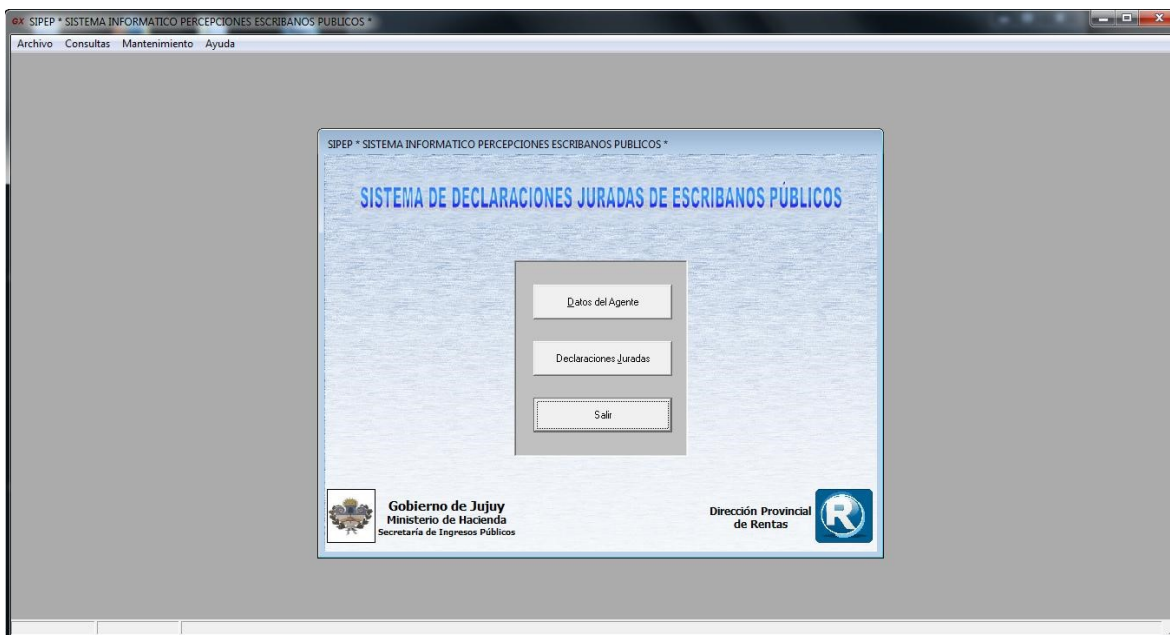 GX SIPEP * SISTEMA INFORMATICO PERCEPCIONES ESCRIBANOS PUBLICOS *
Archivo Consultas Mantenimiento Ayuda
SIPEP * SISTEMA INFORMATICO PERCEPCIONES ESCRIBANOS PUBLICOS *
SISTEMA DE DECLARACIONES JURADAS DE ESCRIBANOS PÚBLICOS
Datos del Agente
Declaraciones Juradas
Salir
Gobierno de Jujuy
Ministerio de Hacienda
Secretaría de Ingresos Públicos
Dirección Provincial
de Rentas
R